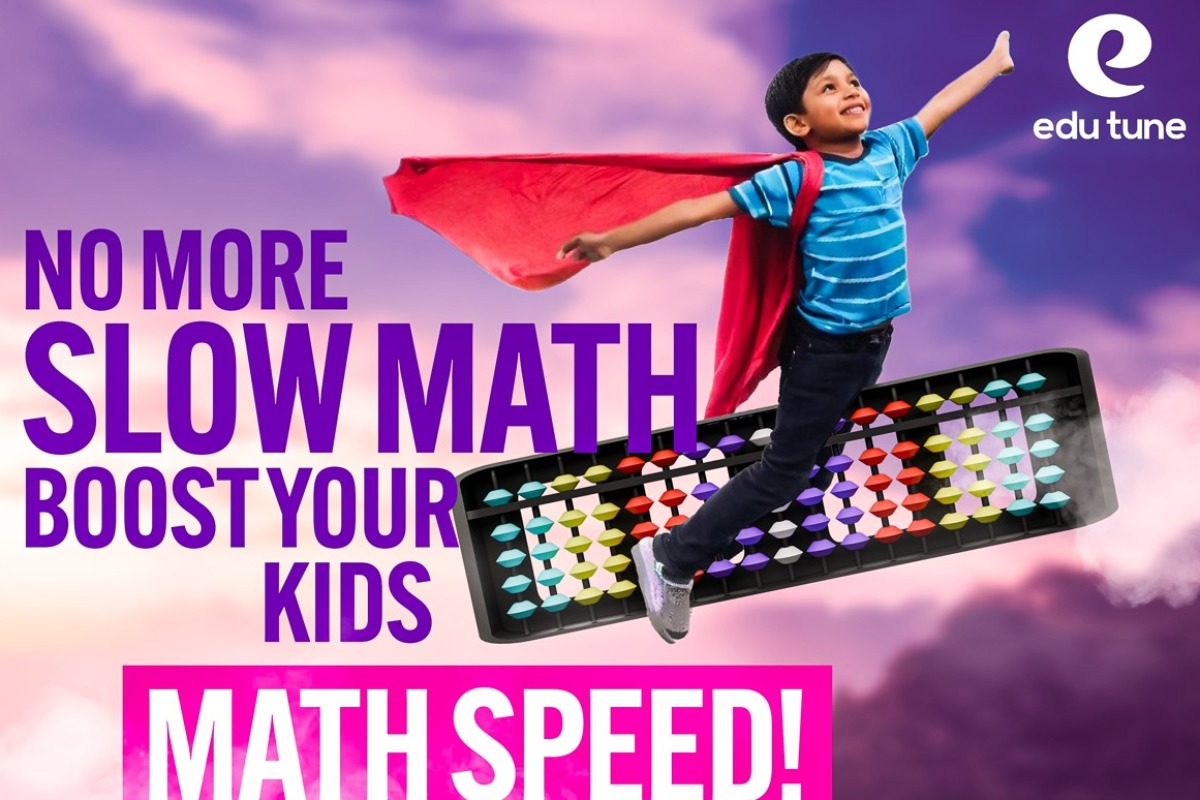 e
edu tune
NO MORE
SLOW MATH
BOOST YOUR
KIDS
MATH SPEED!